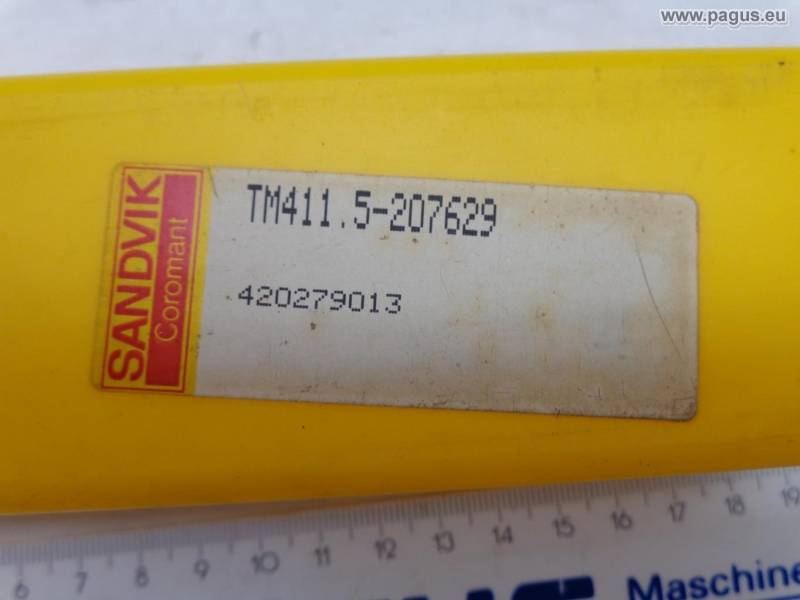 www.pagus.eu
SANDVIK
Coromant
TM411.5-207629
420279013
6 7 8 9 10 11 12 13 14 15 16 17 18 19
Maschine